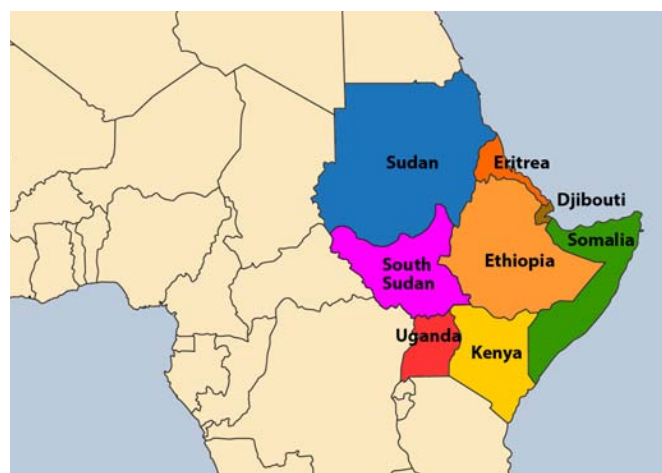 Sudan
Eritrea
Djibouti
Somalia
Ethiopia
South
Sudan
Uganda
Kenya